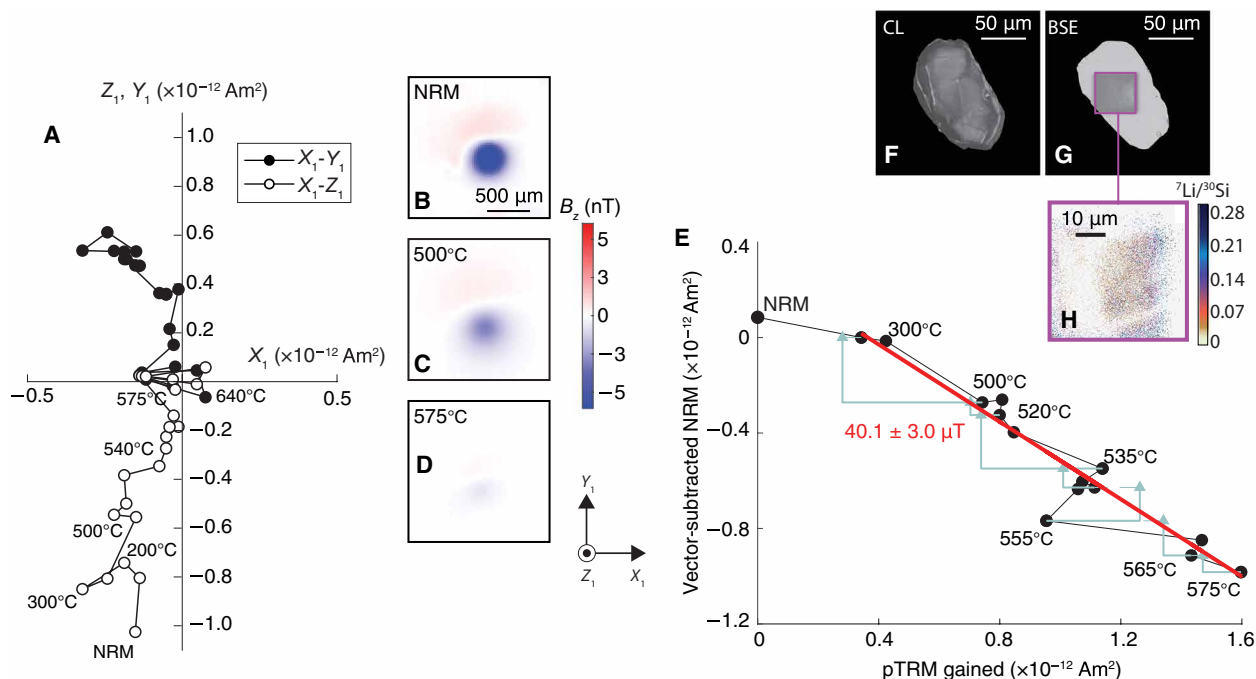 A
Z₁, Y₁ (×10⁻¹² Am²)
1.0
0.8
0.6
0.4
0.2
X₁ (×10⁻¹² Am²)
−0.5
0.5
575°C
640°C
−0.2
540°C
−0.4
−0.6
500°C
200°C
−0.8
300°C
−1.0
NRM
X₁-Y₁
X₁-Z₁
NRM
B
500 µm
500°C
C
575°C
D
B_z (nT)
5
3
0
−3
−5
Y₁
Z₁
X₁
CL
50 µm
F
BSE
50 µm
G
⁷Li/³⁰Si
10 µm
H
0.28
0.21
0.14
0.07
0
E
Vector-subtracted NRM (×10⁻¹² Am²)
0.4
0
−0.4
−0.8
−1.2
NRM
300°C
500°C
520°C
40.1 ± 3.0 µT
535°C
555°C
565°C
575°C
0
0.4
0.8
1.2
1.6
pTRM gained (×10⁻¹² Am²)